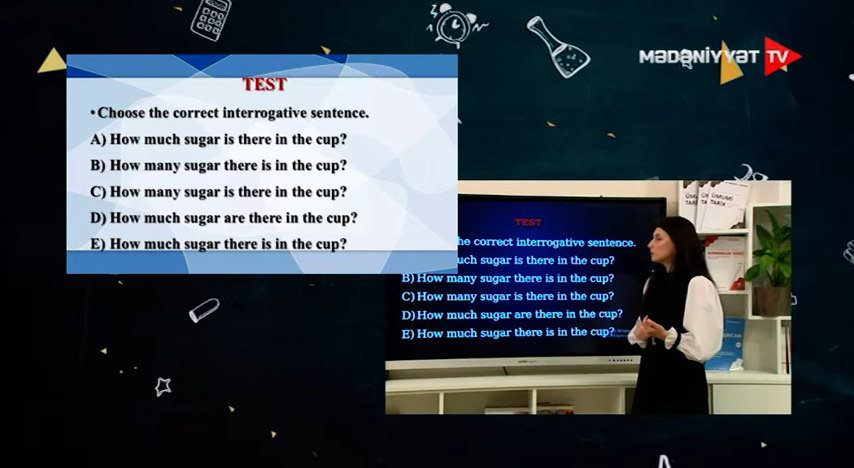 MƏDƏNİYYƏT TV
TEST
•Choose the correct interrogative sentence.
A) How much sugar is there in the cup?
B) How many sugar there is in the cup?
C) How many sugar is there in the cup?
D) How much sugar are there in the cup?
E) How much sugar there is in the cup?
TEST
he correct interrogative sentence.
uch sugar is there in the cup?
B) How many sugar there is in the cup?
C) How many sugar is there in the cup?
D) How much sugar are there in the cup?
E) How much sugar there is in the cup?
ÜMUMİ
TARİX